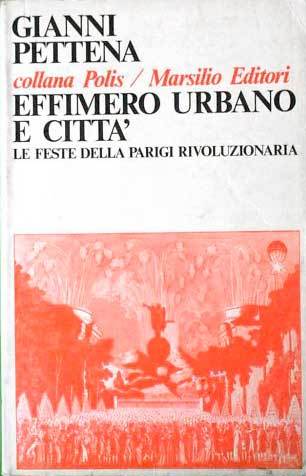 GIANNI
PETTENA
collana Polis / Marsilio Editori
EFFIMERO URBANO
E CITTA'
LE FESTE DELLA PARIGI RIVOLUZIONARIA